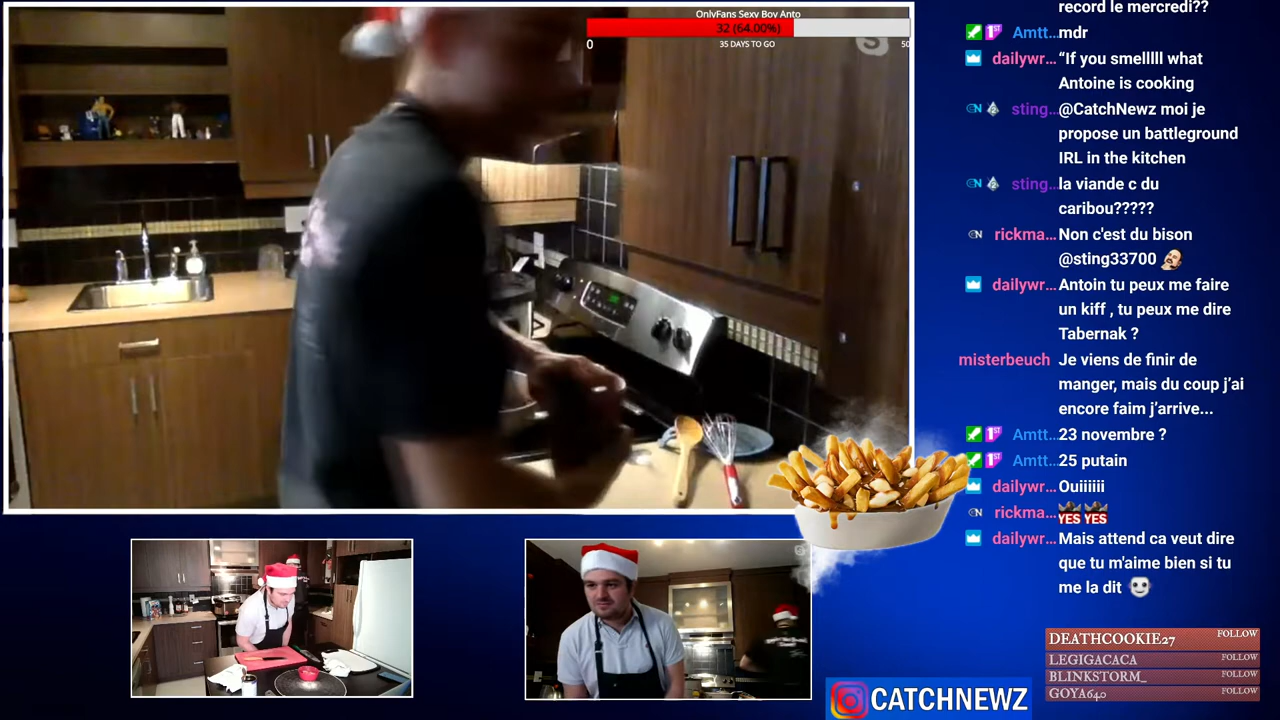 OnlyFans Sexy Boy Anto
32 (64.00%)
0
35 DAYS TO GO
50
record le mercredi??
Amtt…mdr
dailywr…“If you smelllll what
Antoine is cooking
sting…@CatchNewz moi je
propose un battleground
IRL in the kitchen
sting…la viande c du
caribou?????
rickma…Non c'est du bison
@sting33700
dailywr…Antoin tu peux me faire
un kiff , tu peux me dire
Tabernak ?
misterbeuch Je viens de finir de
manger, mais du coup j’ai
encore faim j’arrive...
Amtt…23 novembre ?
Amtt…25 putain
dailywr…Ouiiiiii
rickma…YES YES
dailywr…Mais attend ca veut dire
que tu m'aime bien si tu
me la dit
DEATHCOOKIE27 FOLLOW
LEGIGACACA FOLLOW
BLINKSTORM_ FOLLOW
GOYA640 FOLLOW
CATCHNEWZ